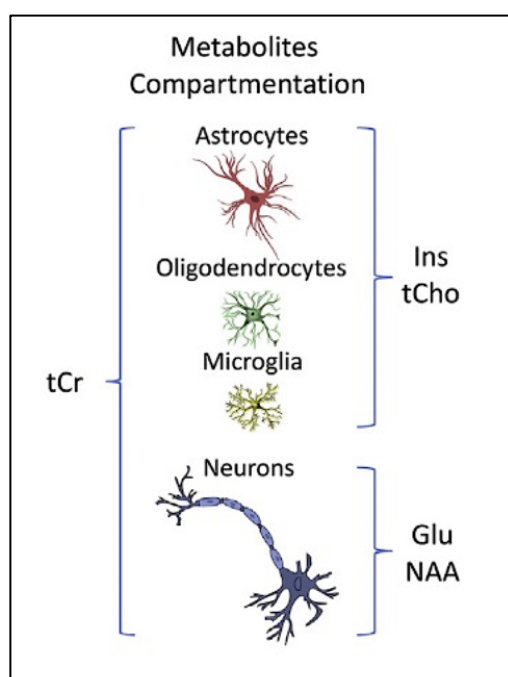 Metabolites
Compartmentation
Astrocytes
Oligodendrocytes
Microglia
Neurons
tCr
Ins
tCho
Glu
NAA